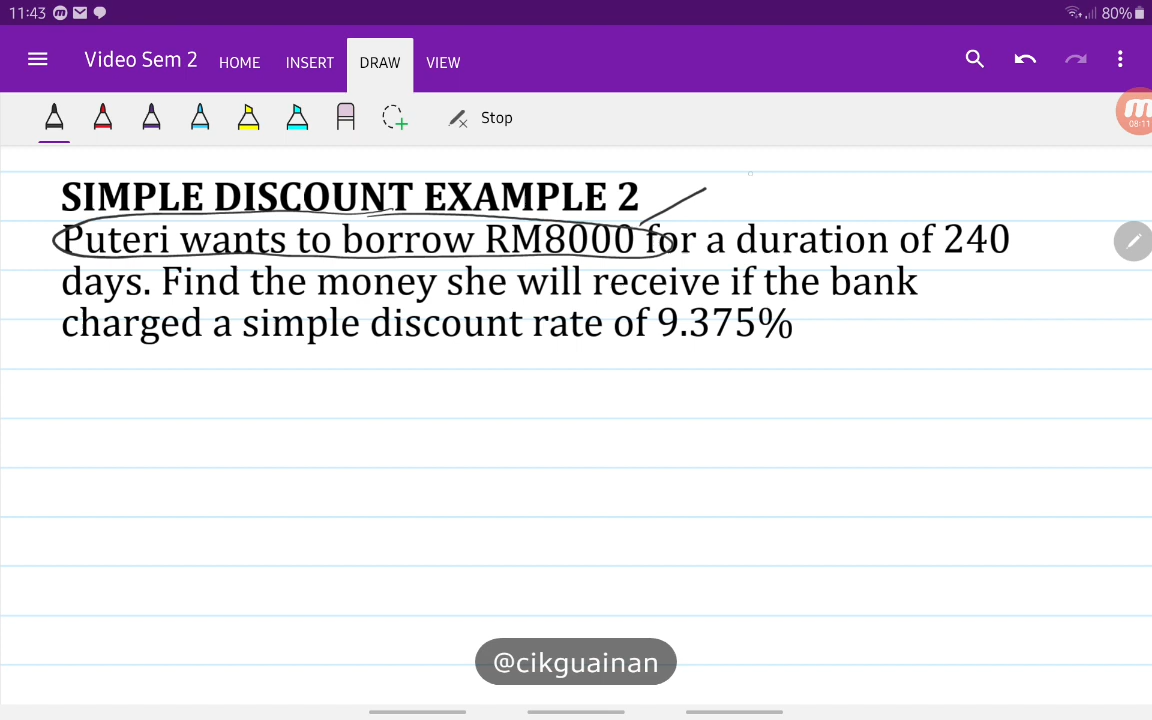 11:43 80%
Video Sem 2 HOME INSERT DRAW VIEW
Stop
08:11
SIMPLE DISCOUNT EXAMPLE 2
Puteri wants to borrow RM8000 for a duration of 240
days. Find the money she will receive if the bank
charged a simple discount rate of 9.375%
@cikguainan